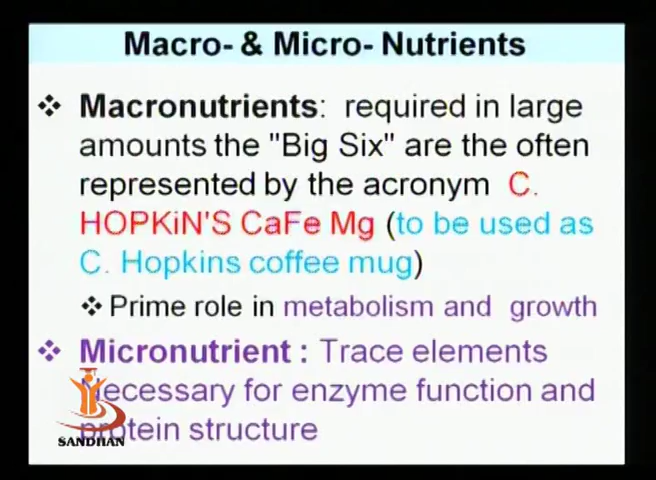 Macro- & Micro- Nutrients
❖ Macronutrients: required in large
amounts the "Big Six" are the often
represented by the acronym C.
HOPKiN'S CaFe Mg (to be used as
C. Hopkins coffee mug)
❖ Prime role in metabolism and growth
❖ Micronutrient : Trace elements
Necessary for enzyme function and
protein structure
SANDHAN